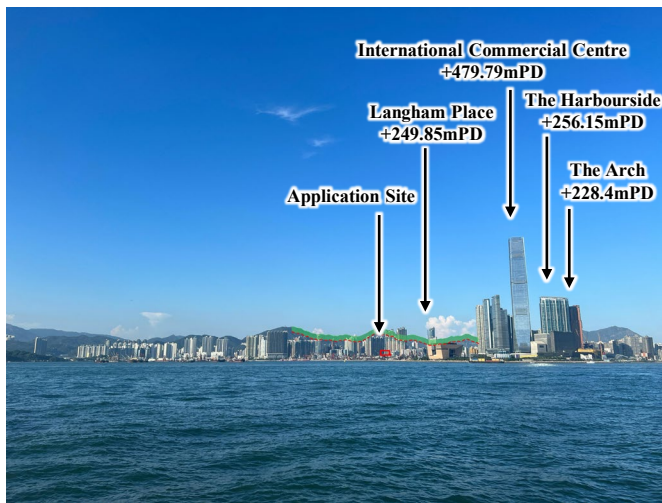 International Commercial Centre
+479.79mPD
The Harbourside
+256.15mPD
Langham Place
+249.85mPD
The Arch
+228.4mPD
Application Site